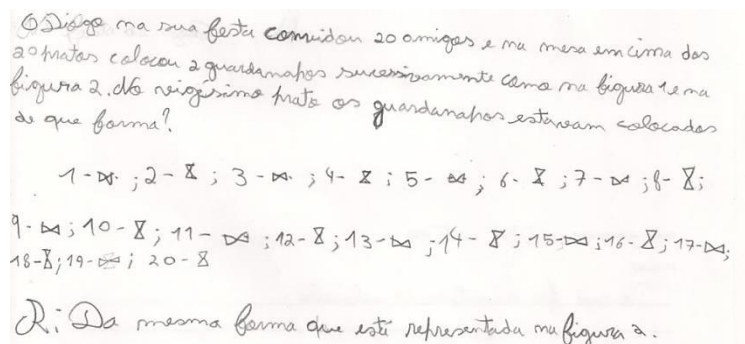 O Diogo na sua festa convidou 20 amigos e na mesa em cima dos
20 pratos colocou 2 guardanapos sucessivamente como na figura 1 e na
figura 2. No vigéssimo prato os guardanapos estavam colocados
de que forma?
1 - ⋈ ; 2 - ⧖ ; 3 - ⋈ ; 4 - ⧖ ; 5 - ⋈ ; 6 - ⧖ ; 7 - ⋈ ; 8 - ⧖;
9 - ⋈ ; 10 - ⧖ ; 11 - ⋈ ; 12 - ⧖ ; 13 - ⋈ ; 14 - ⧖ ; 15 - ⋈ ; 16 - ⧖ ; 17 - ⋈;
18 - ⧖ ; 19 - ⋈ ; 20 - ⧖
R: Da mesma forma que está representada na figura 2.